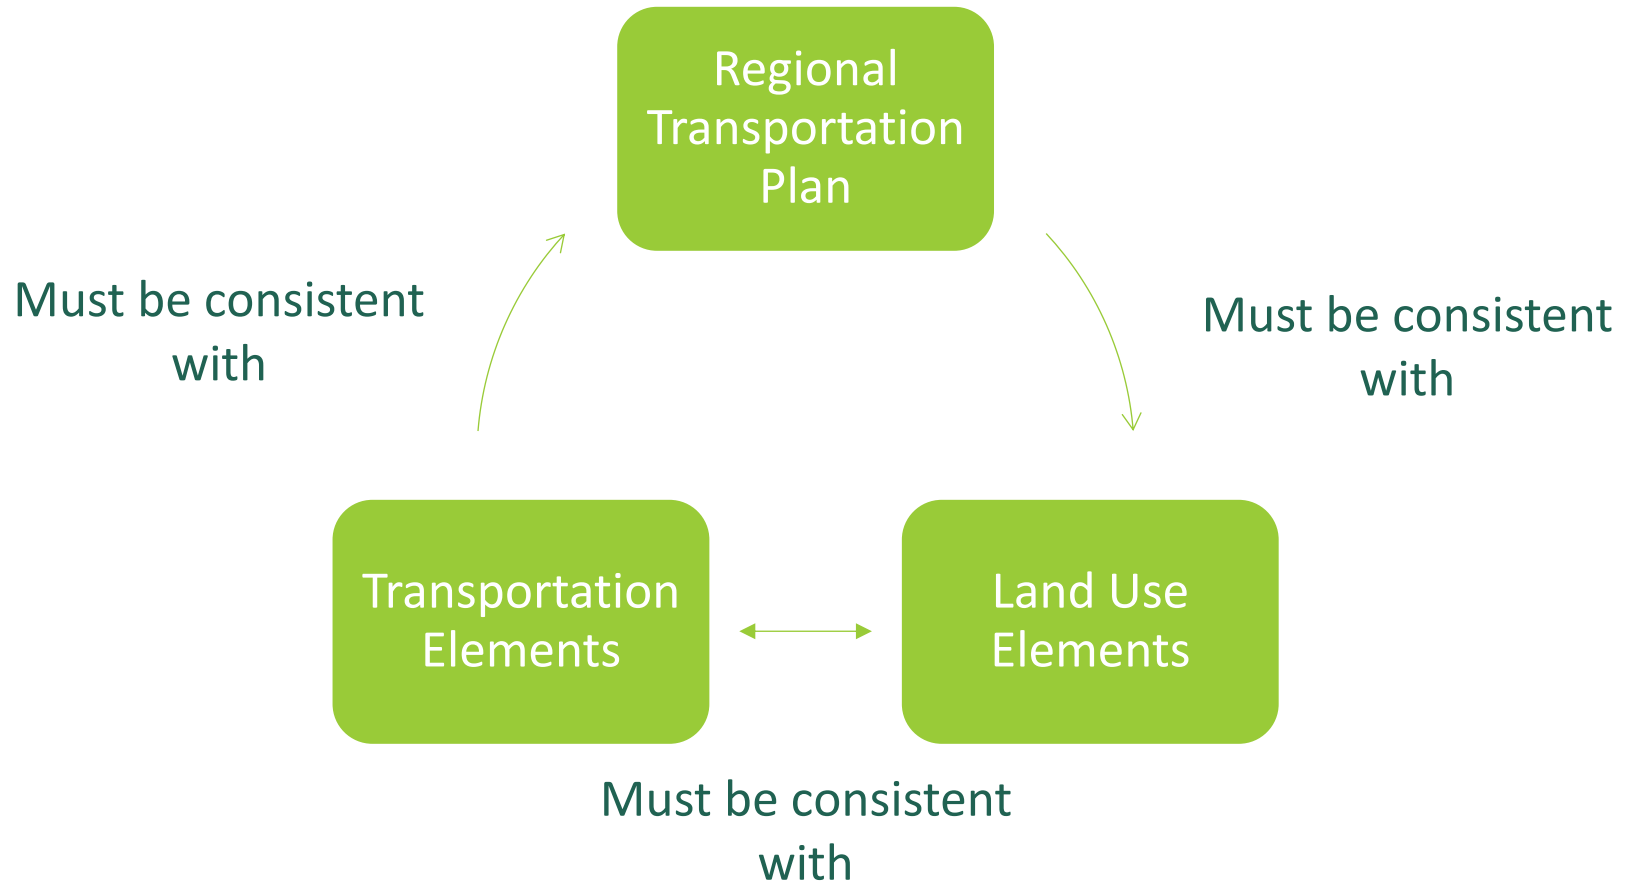 Regional
Transportation
Plan
Must be consistent
with
Must be consistent
with
Transportation
Elements
Land Use
Elements
Must be consistent
with